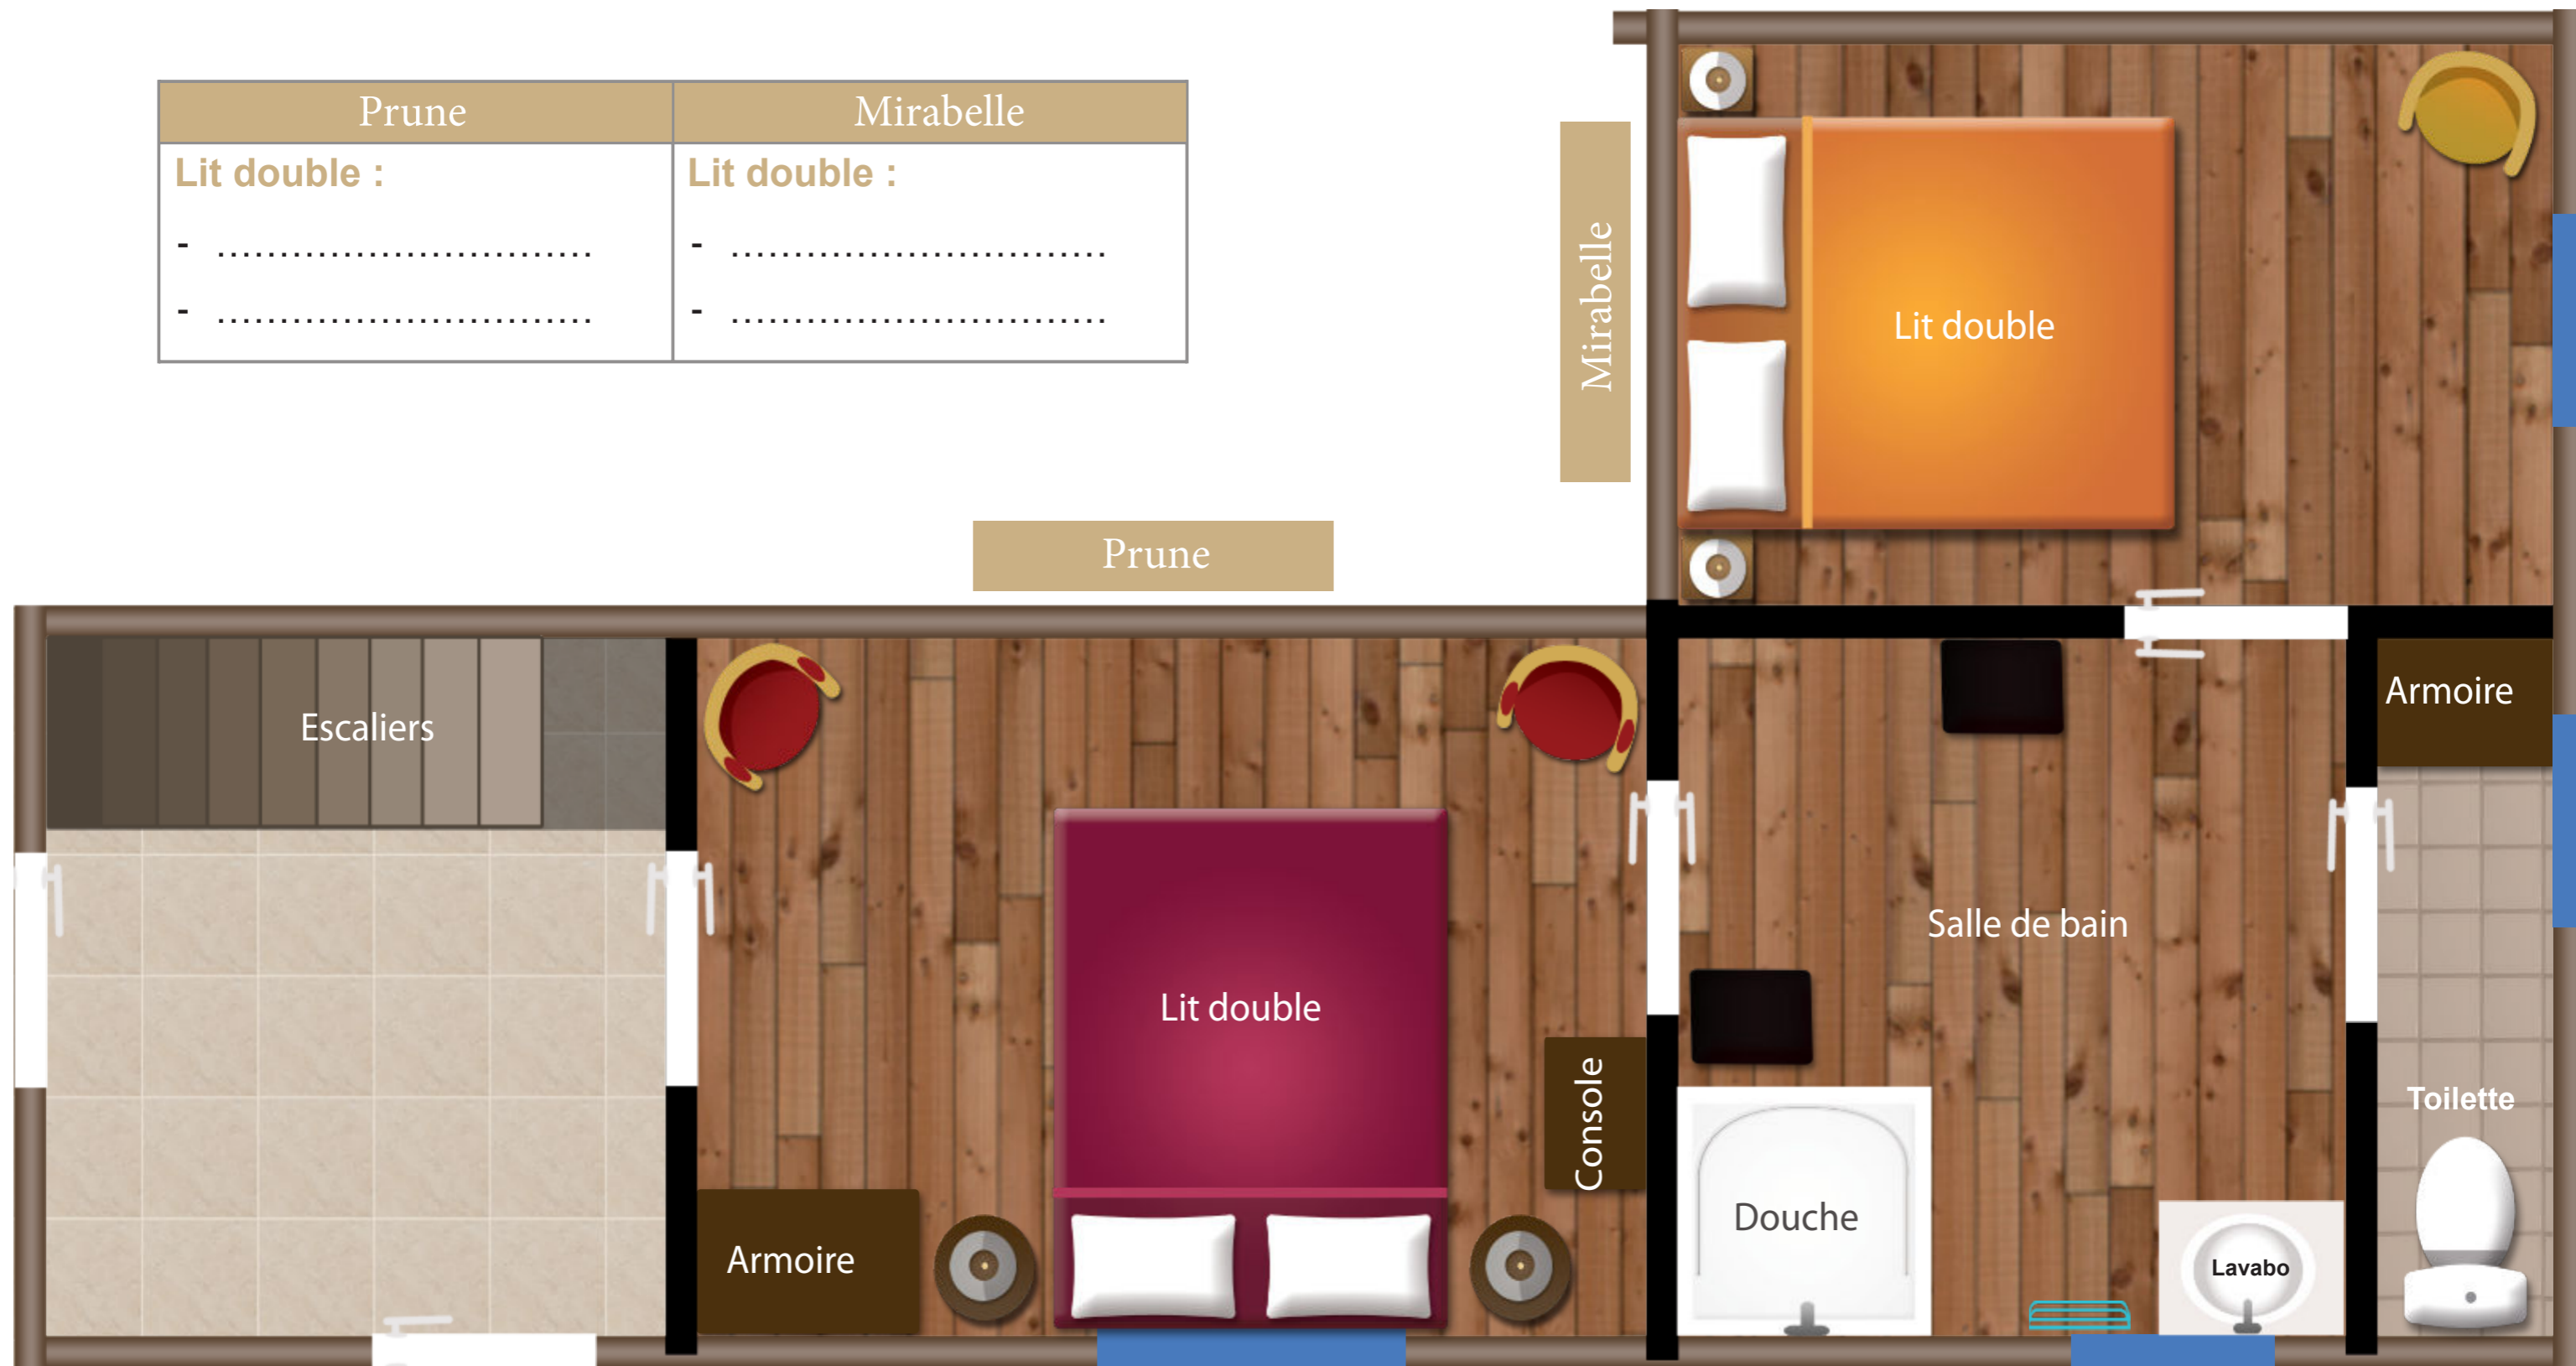 Prune
Mirabelle
Lit double :
Lit double :
- ..............................
- ..............................
- ..............................
- ..............................
Mirabelle
Lit double
Prune
Escaliers
Armoire
Salle de bain
Lit double
Console
Toilette
Douche
Armoire
Lavabo